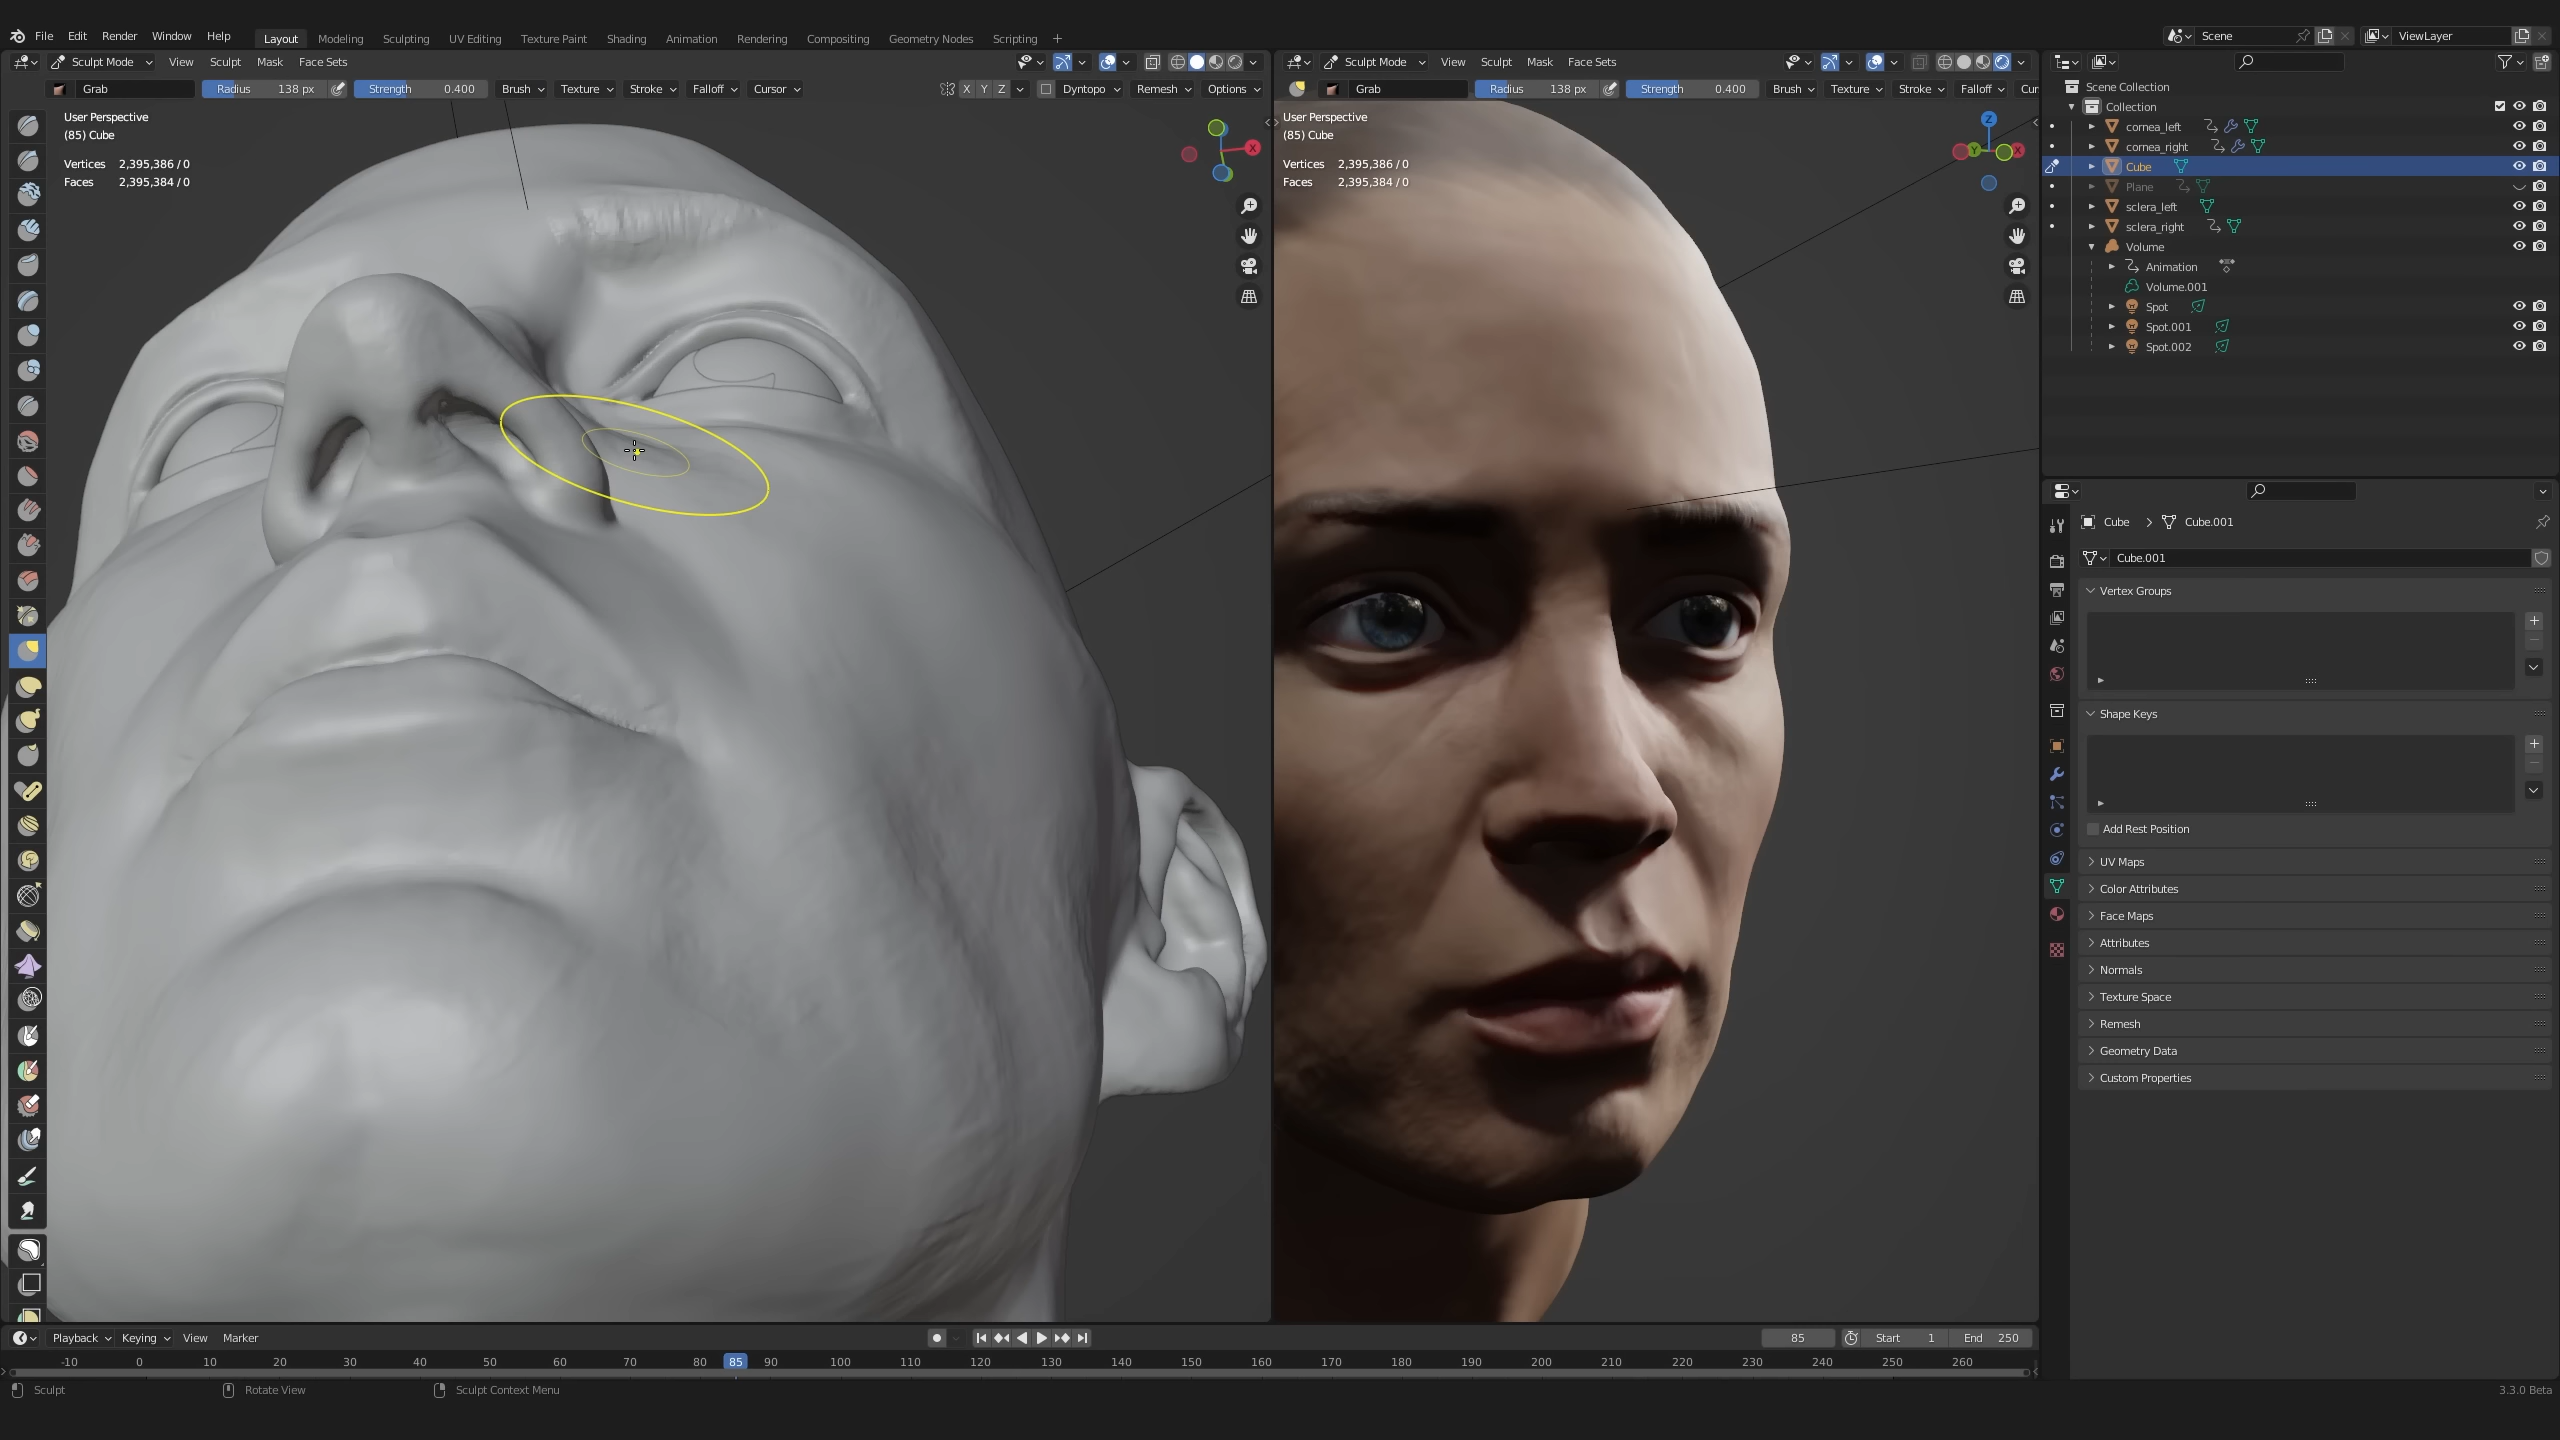 File Edit Render Window Help Layout Modeling Sculpting UV Editing Texture Paint Shading Animation Rendering Compositing Geometry Nodes Scripting + Scene ViewLayer
Sculpt Mode View Sculpt Mask Face Sets
Grab Radius 138 px Strength 0.400 Brush Texture Stroke Falloff Cursor X Y Z Dyntopo Remesh Options
User Perspective
(85) Cube
Vertices 2,395,386 / 0
Faces 2,395,384 / 0
X
Sculpt Mode View Sculpt Mask Face Sets
Grab Radius 138 px Strength 0.400 Brush Texture Stroke Falloff Cur
User Perspective
(85) Cube
Vertices 2,395,386 / 0
Faces 2,395,384 / 0
Z
Y X
Scene Collection
Collection
cornea_left
cornea_right
Cube
Plane
sclera_left
sclera_right
Volume
Animation
Volume.001
Spot
Spot.001
Spot.002
Cube > Cube.001
Cube.001
Vertex Groups
Shape Keys
Add Rest Position
UV Maps
Color Attributes
Face Maps
Attributes
Normals
Texture Space
Remesh
Geometry Data
Custom Properties
Playback Keying View Marker 85 Start 1 End 250
-10 0 10 20 30 40 50 60 70 80 85 90 100 110 120 130 140 150 160 170 180 190 200 210 220 230 240 250 260
Sculpt Rotate View Sculpt Context Menu 3.3.0 Beta